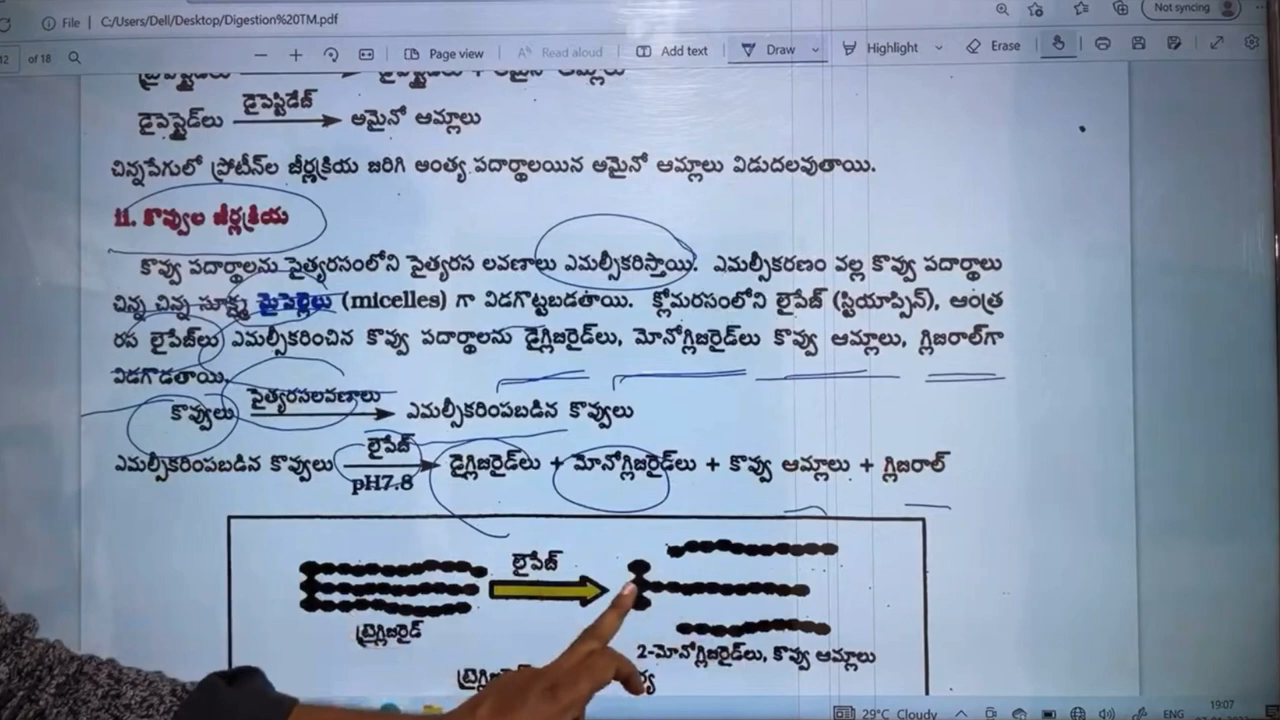 File | C:/Users/Dell/Desktop/Digestion%20TM.pdf
Not syncing
12 of 18
Page view
Read aloud
Add text
Draw
Highlight
Erase
డైపెప్టైడ్‌లు డైపెప్టిడేజ్ అమైనో ఆమ్లాలు
చిన్నపేగులో ప్రోటీన్‌ల జీర్ణక్రియ జరిగి అంత్య పదార్థాలయిన ఆమైనో ఆమ్లాలు విడుదలవుతాయి.
ii. కొవ్వుల జీర్ణక్రియ
కొవ్వు పదార్థాలను పైత్యరసంలోని పైత్యరస లవణాలు ఎమల్సీకరిస్తాయి. ఎమల్సీకరణం వల్ల కొవ్వు పదార్థాలు
చిన్న చిన్న సూక్ష్మ మైసెల్లెలు (micelles) గా విడగొట్టబడతాయి. క్లోమరసంలోని లైపేజ్ (స్టియాప్సిన్), ఆంత్ర
రస లైపేజ్‌లు ఎమల్సీకరించిన కొవ్వు పదార్థాలను డైగ్లిజరైడ్‌లు, మోనోగ్లిజరైడ్‌లు కొవ్వు ఆమ్లాలు, గ్లిజరాల్‌గా
విడగొడతాయి.
కొవ్వులు పైత్యరసలవణాలు ఎమల్సీకరింపబడిన కొవ్వులు
ఎమల్సీకరింపబడిన కొవ్వులు లైపేజ్ pH7.8 డైగ్లిజరైడ్‌లు + మోనోగ్లిజరైడ్‌లు + కొవ్వు ఆమ్లాలు + గ్లిజరాల్
లైపేజ్
ట్రైగ్లిజరైడ్
2-మోనోగ్లిజరైడ్‌లు, కొవ్వు ఆమ్లాలు
29°C Cloudy
ENG
19:07